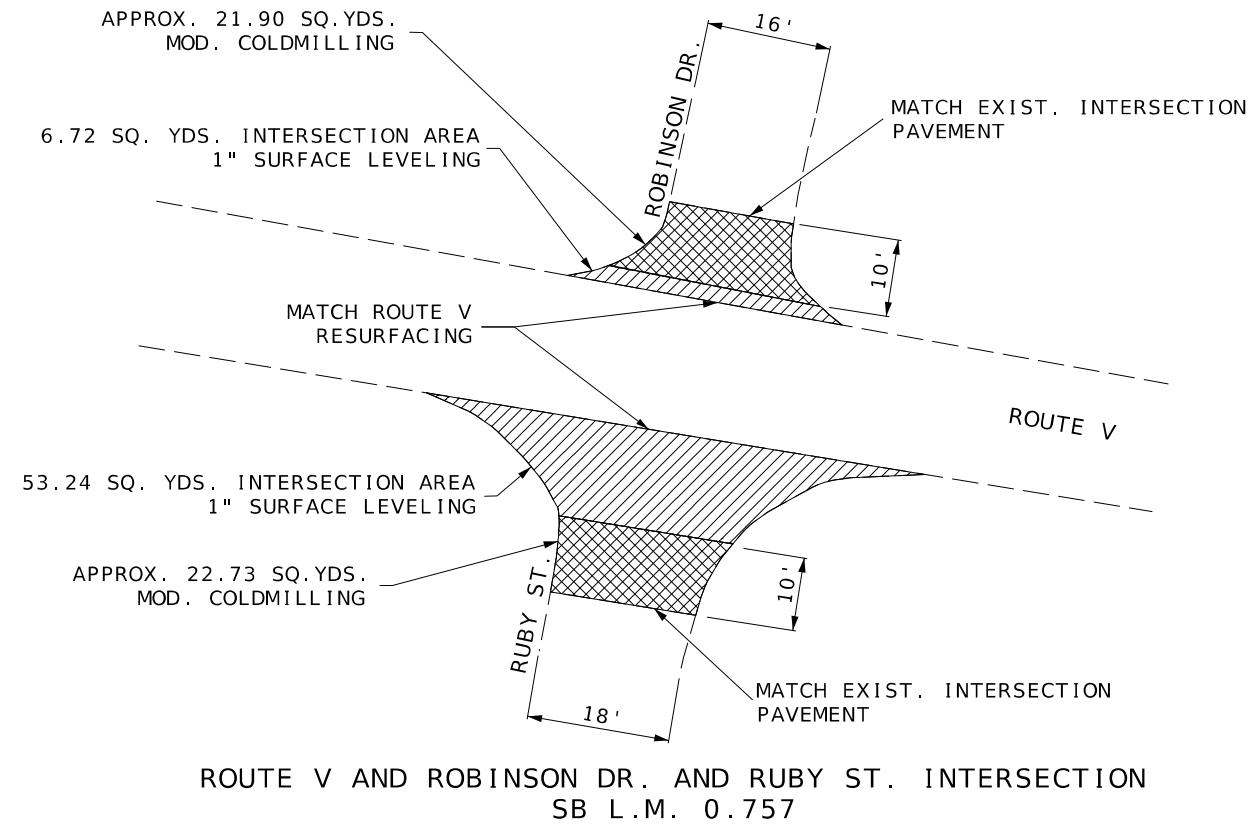 APPROX. 21.90 SQ.YDS.
MOD. COLDMILLING
16'
ROBINSON DR.
MATCH EXIST. INTERSECTION
PAVEMENT
6.72 SQ. YDS. INTERSECTION AREA
1" SURFACE LEVELING
10'
MATCH ROUTE V
RESURFACING
ROUTE V
53.24 SQ. YDS. INTERSECTION AREA
1" SURFACE LEVELING
APPROX. 22.73 SQ.YDS.
MOD. COLDMILLING
10'
RUBY ST.
MATCH EXIST. INTERSECTION
PAVEMENT
18'
ROUTE V AND ROBINSON DR. AND RUBY ST. INTERSECTION
SB L.M. 0.757